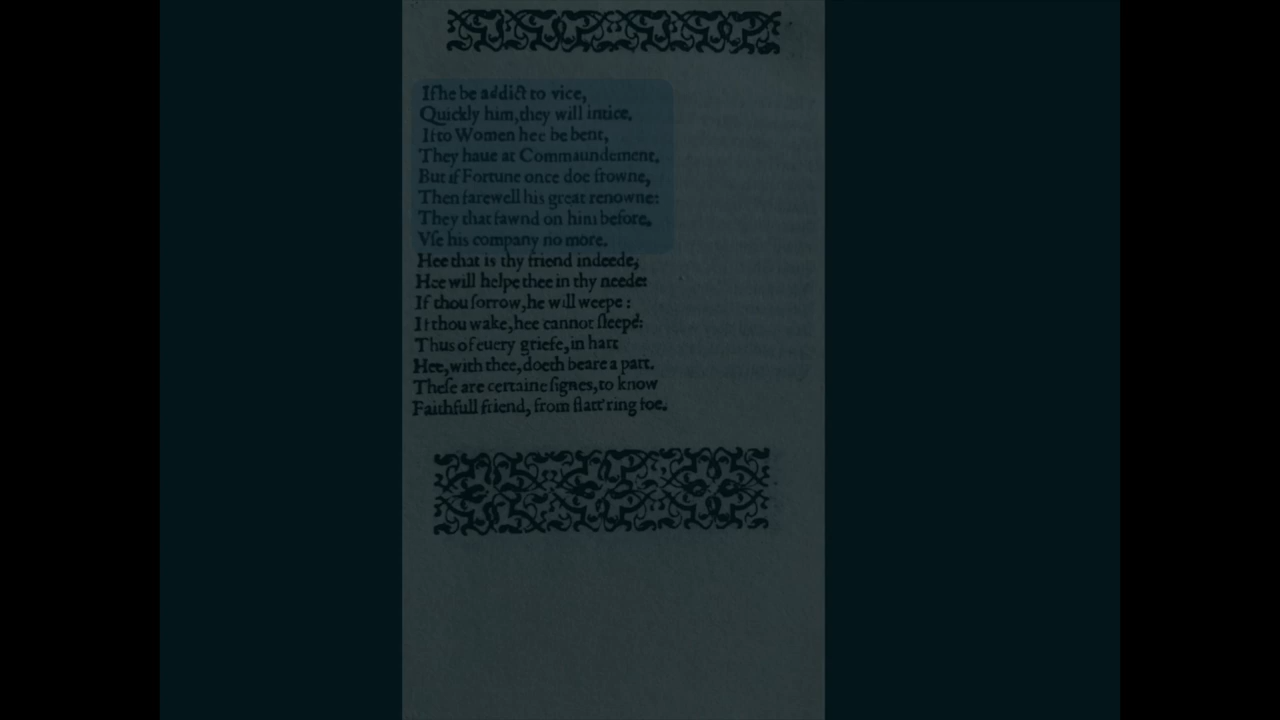 If he be addict to vice,
Quickly him, they will intice.
If to Women hee be bent,
They haue at Commaundement.
But if Fortune once doe frowne,
Then farewell his great renowne:
They that fawnd on him before,
Vſe his company no more.
Hee that is thy friend indeede,
Hee will helpe thee in thy neede:
If thou ſorrow, he will weepe :
If thou wake, hee cannot ſleepe:
Thus of euery griefe, in hart
Hee, with thee, doeth beare a part.
Theſe are certaine ſignes, to know
Faithfull friend, from flatt'ring foe.